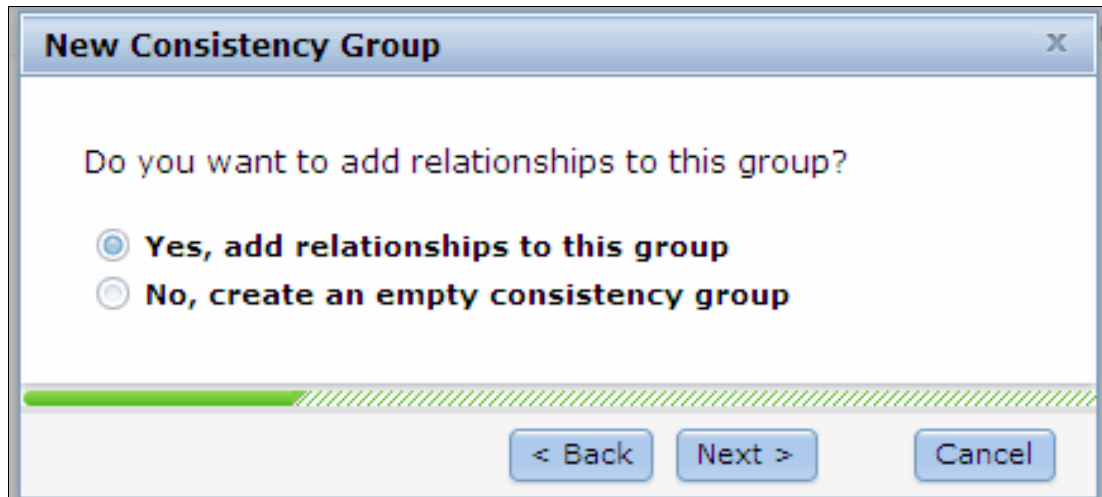 New Consistency Group x
Do you want to add relationships to this group?
Yes, add relationships to this group
No, create an empty consistency group
< Back Next > Cancel